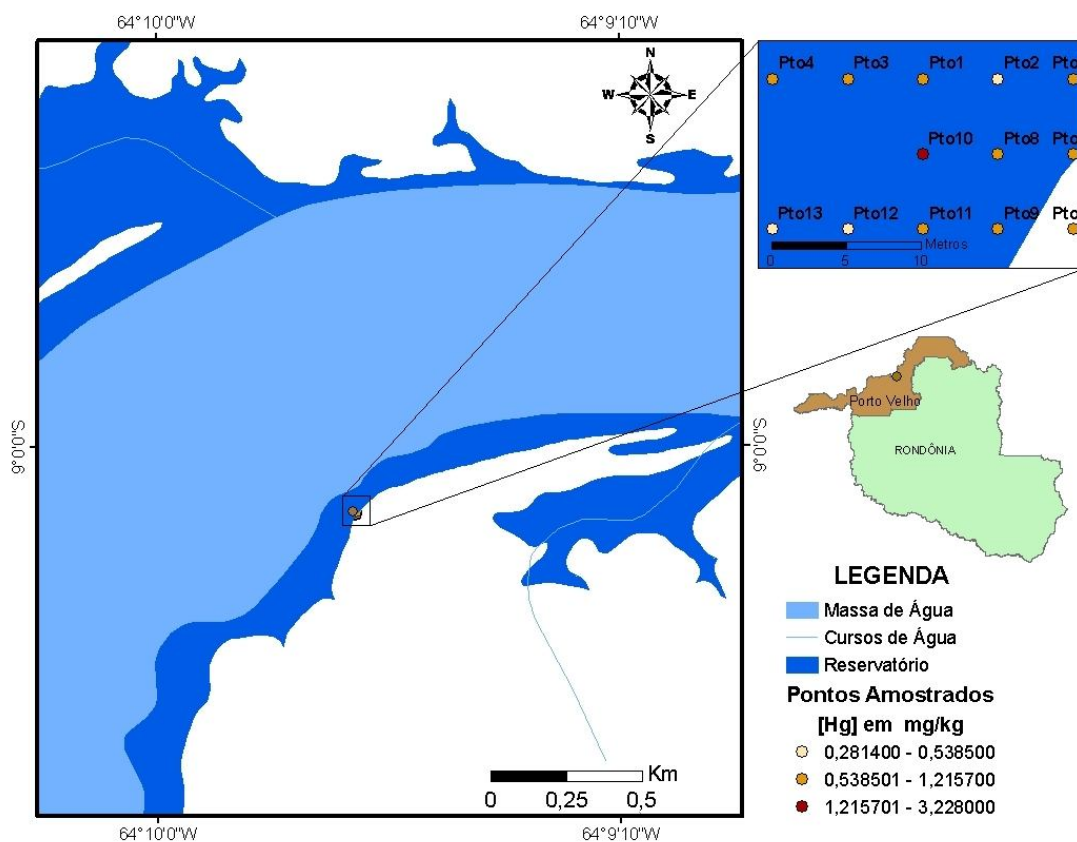 64°10'0"W 64°9'10"W
N
W E
S
Pto4 Pto3 Pto1 Pto2
Pto10 Pto8
Pto13 Pto12 Pto11 Pto9
Metros
0 5 10
9°0'0"S 9°0'0"S
Porto Velho
RONDÔNIA
LEGENDA
Massa de Água
Cursos de Água
Reservatório
Pontos Amostrados
[Hg] em mg/kg
0,281400 - 0,538500
0,538501 - 1,215700
1,215701 - 3,228000
Km
0 0,25 0,5
64°10'0"W 64°9'10"W